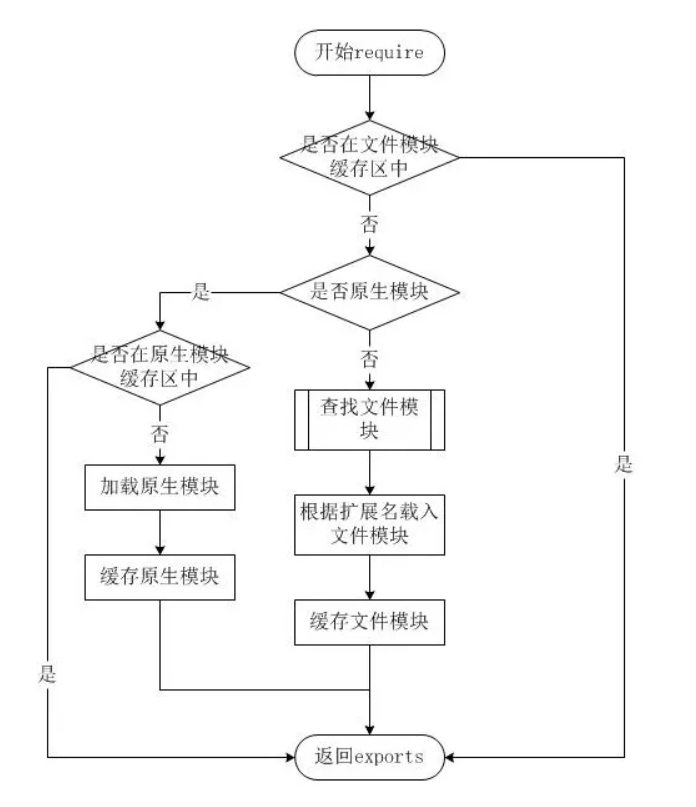 开始require
是否在文件模块
缓存区中
否
是否原生模块
是
否
是否在原生模块
缓存区中
否
查找文件模
块
加载原生模块
根据扩展名载入
文件模块
缓存原生模块
缓存文件模块
是
是
返回exports